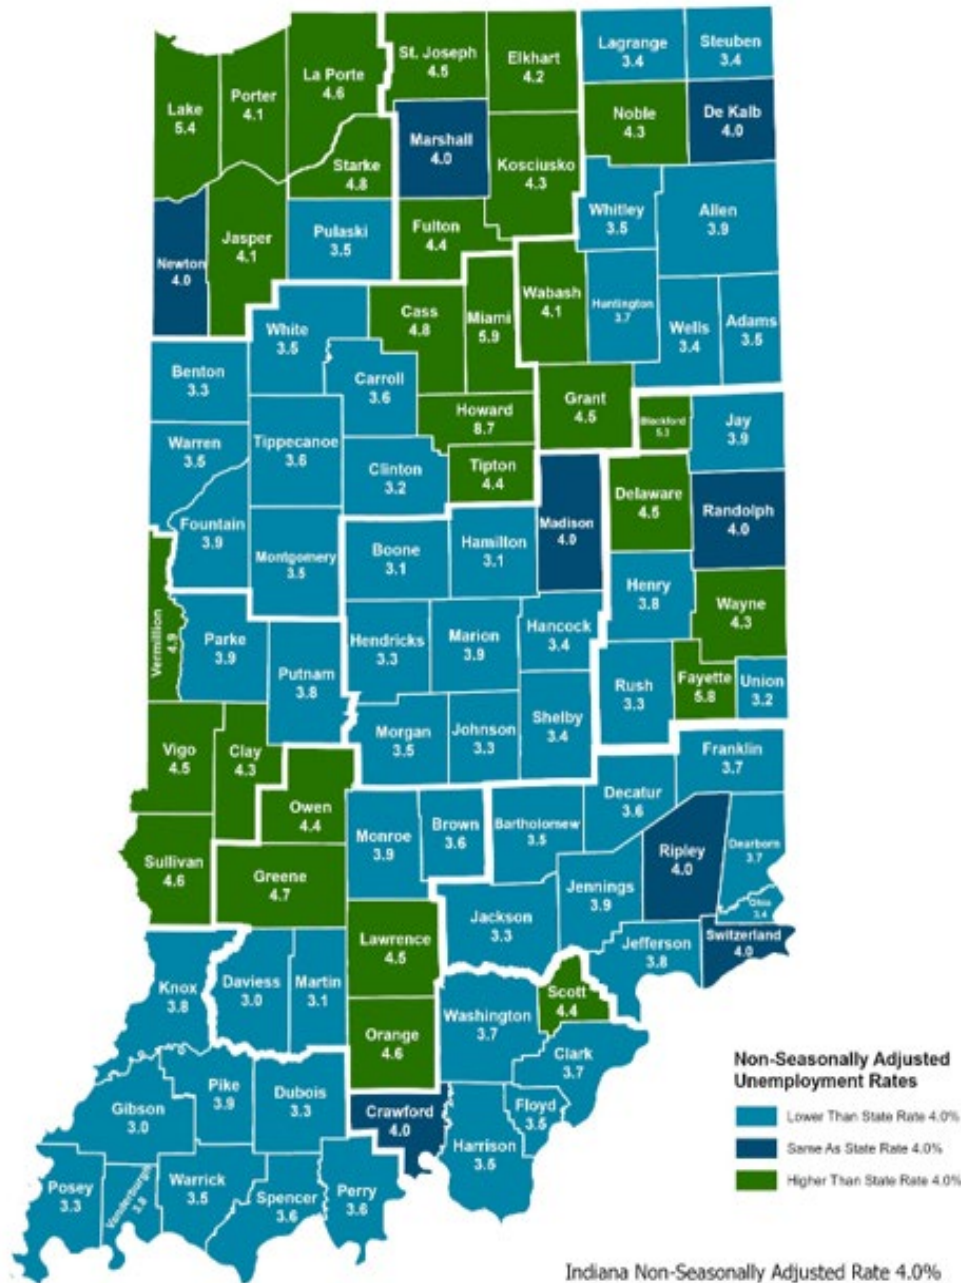 Lagrange
3.4
Steuben
3.4
St. Joseph
4.5
Elkhart
4.2
La Porte
4.6
Porter
4.1
Lake
5.4
Noble
4.3
De Kalb
4.0
Marshall
4.0
Starke
4.8
Kosciusko
4.3
Whitley
3.5
Allen
3.9
Fulton
4.4
Pulaski
3.5
Jasper
4.1
Newton
4.0
Wabash
4.1
Huntington
3.7
Cass
4.8
Miami
5.9
White
3.5
Wells
3.4
Adams
3.5
Benton
3.3
Carroll
3.6
Grant
4.5
Howard
8.7
Blackford
Jay
3.9
Warren
3.5
Tippecanoe
3.6
Clinton
3.2
Tipton
4.4
Delaware
4.5
Randolph
4.0
Madison
4.0
Fountain
3.9
Montgomery
3.5
Boone
3.1
Hamilton
3.1
Henry
3.8
Wayne
4.3
Vermillion
4.9
Parke
3.9
Putnam
3.8
Hendricks
3.3
Marion
3.9
Hancock
3.4
Rush
3.3
Fayette
5.8
Union
3.2
Morgan
3.5
Johnson
3.3
Shelby
3.4
Vigo
4.5
Clay
4.3
Franklin
3.7
Owen
4.4
Decatur
3.6
Monroe
3.9
Brown
3.6
Bartholomew
3.5
Ripley
4.0
Dearborn
3.7
Sullivan
4.6
Greene
4.7
Jennings
3.9
Ohio
3.4
Jackson
3.3
Lawrence
4.5
Jefferson
3.8
Switzerland
4.0
Knox
3.8
Daviess
3.0
Martin
3.1
Scott
4.4
Washington
3.7
Orange
4.6
Clark
3.7
Pike
3.9
Dubois
3.3
Gibson
3.0
Crawford
4.0
Floyd
3.5
Harrison
3.5
Posey
3.3
Vanderburgh
Warrick
3.5
Spencer
3.6
Perry
3.6
Non-Seasonally Adjusted
Unemployment Rates
Lower Than State Rate 4.0%
Same As State Rate 4.0%
Higher Than State Rate 4.0%
Indiana Non-Seasonally Adjusted Rate 4.0%